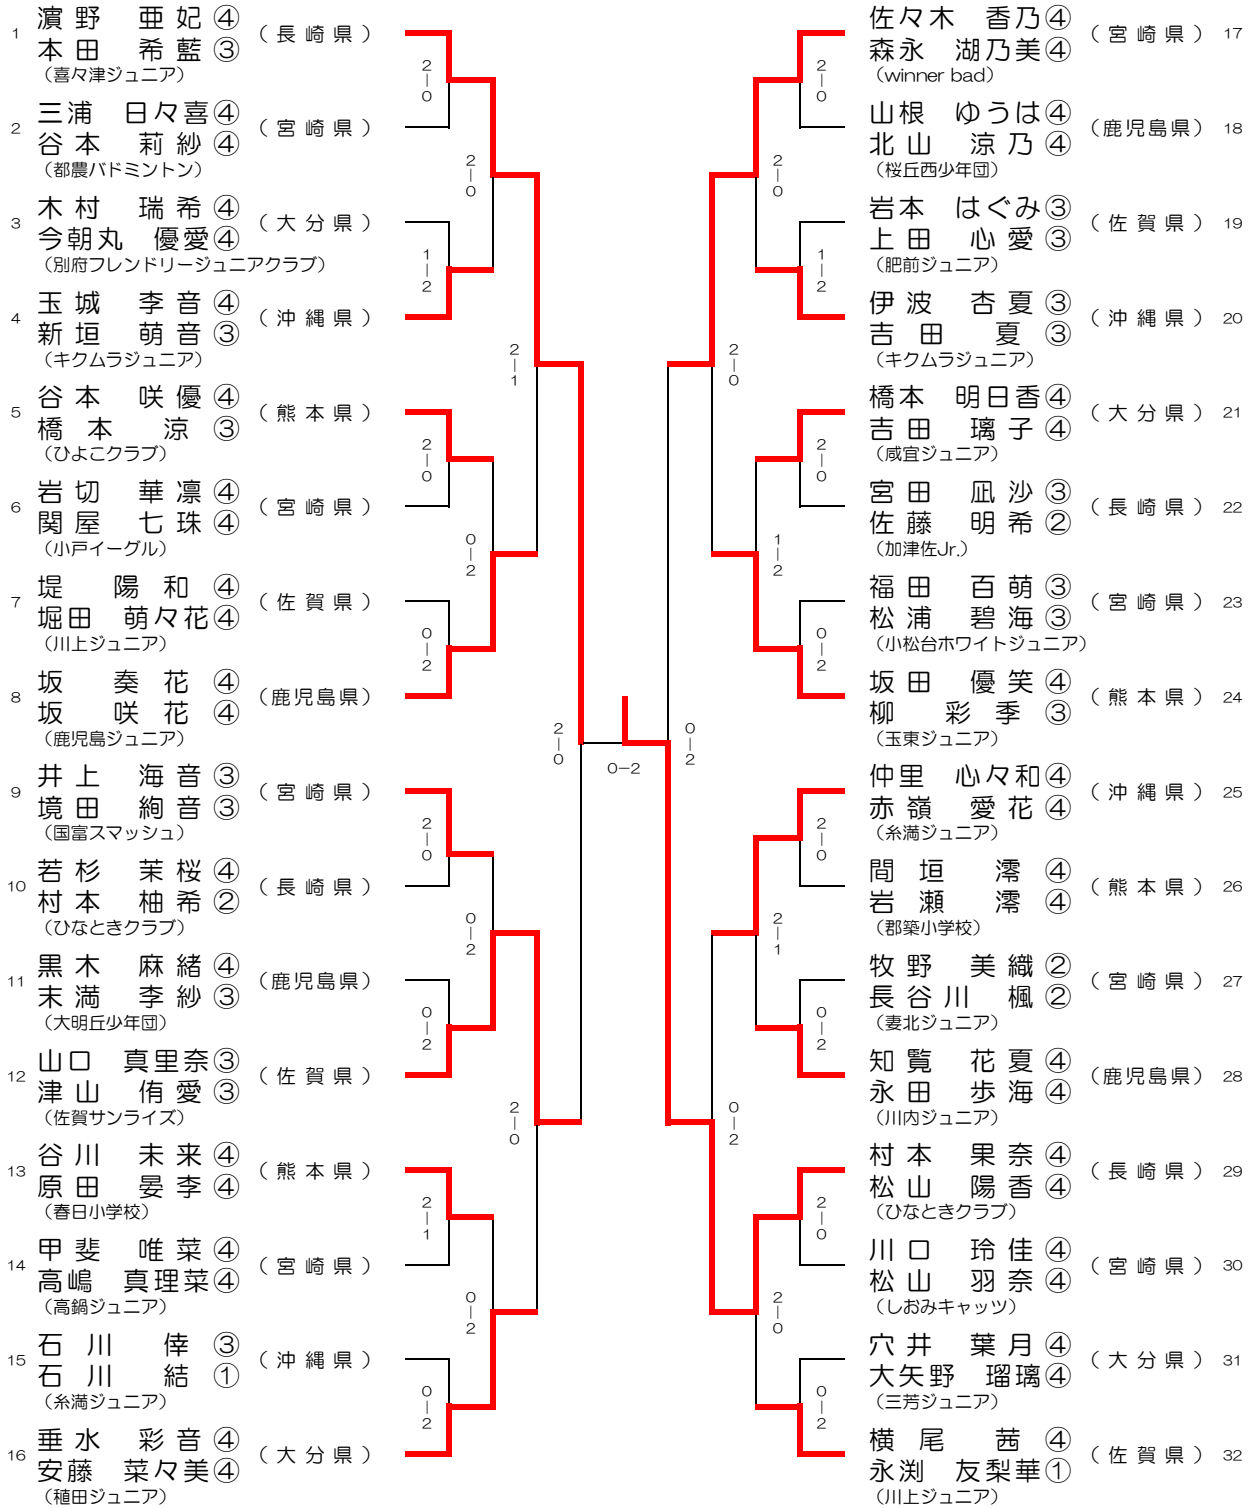 1 濵野 亜妃④ (長崎県)
本田 希藍③
(喜々津ジュニア)
2 三浦 日々喜④ (宮崎県)
谷本 莉紗④
(都農バドミントン)
3 木村 瑞希④ (大分県)
今朝丸 優愛④
(別府フレンドリージュニアクラブ)
4 玉城 李音④ (沖縄県)
新垣 萌音③
(キクムラジュニア)
5 谷本 咲優④ (熊本県)
橋本 涼③
(ひよこクラブ)
6 岩切 華凛④ (宮崎県)
関屋 七珠④
(小戸イーグル)
7 堤 陽和④ (佐賀県)
堀田 萌々花④
(川上ジュニア)
8 坂 奏花④ (鹿児島県)
坂 咲花④
(鹿児島ジュニア)
9 井上 海音③ (宮崎県)
境田 絢音③
(国富スマッシュ)
10 若杉 茉桜④ (長崎県)
村本 柚希②
(ひなときクラブ)
11 黒木 麻緒④ (鹿児島県)
末満 李紗③
(大明丘少年団)
12 山口 真里奈③ (佐賀県)
津山 侑愛③
(佐賀サンライズ)
13 谷川 未来④ (熊本県)
原田 晏李④
(春日小学校)
14 甲斐 唯菜④ (宮崎県)
高嶋 真理菜④
(高鍋ジュニア)
15 石川 倖③ (沖縄県)
石川 結①
(糸満ジュニア)
16 垂水 彩音④ (大分県)
安藤 菜々美④
(稙田ジュニア)
2-0
1-2
2-0
0-2
2-0
0-2
2-1
0-2
2-0
0-2
0-2
0-2
2-1
2-0
2-0
0-2
佐々木 香乃④ (宮崎県) 17
森永 湖乃美④
(winner bad)
山根 ゆうは④ (鹿児島県) 18
北山 涼乃④
(桜丘西少年団)
岩本 はぐみ③ (佐賀県) 19
上田 心愛③
(肥前ジュニア)
伊波 杏夏③ (沖縄県) 20
吉田 夏③
(キクムラジュニア)
橋本 明日香④ (大分県) 21
吉田 璃子④
(咸宜ジュニア)
宮田 凪沙③ (長崎県) 22
佐藤 明希②
(加津佐Jr.)
福田 百萌③ (宮崎県) 23
松浦 碧海③
(小松台ホワイトジュニア)
坂田 優笑④ (熊本県) 24
柳 彩季③
(玉東ジュニア)
仲里 心々和④ (沖縄県) 25
赤嶺 愛花④
(糸満ジュニア)
間垣 澪④ (熊本県) 26
岩瀬 澪④
(郡築小学校)
牧野 美織② (宮崎県) 27
長谷川 楓②
(妻北ジュニア)
知覧 花夏④ (鹿児島県) 28
永田 歩海④
(川内ジュニア)
村本 果奈④ (長崎県) 29
松山 陽香④
(ひなときクラブ)
川口 玲佳④ (宮崎県) 30
松山 羽奈④
(しおみキャッツ)
穴井 葉月④ (大分県) 31
大矢野 瑠璃④
(三芳ジュニア)
横尾 茜④ (佐賀県) 32
永渕 友梨華①
(川上ジュニア)
2-0
1-2
2-0
0-2
2-0
0-2
2-0
0-2
2-0
1-2
2-1
2-0
2-0
0-2
0-2